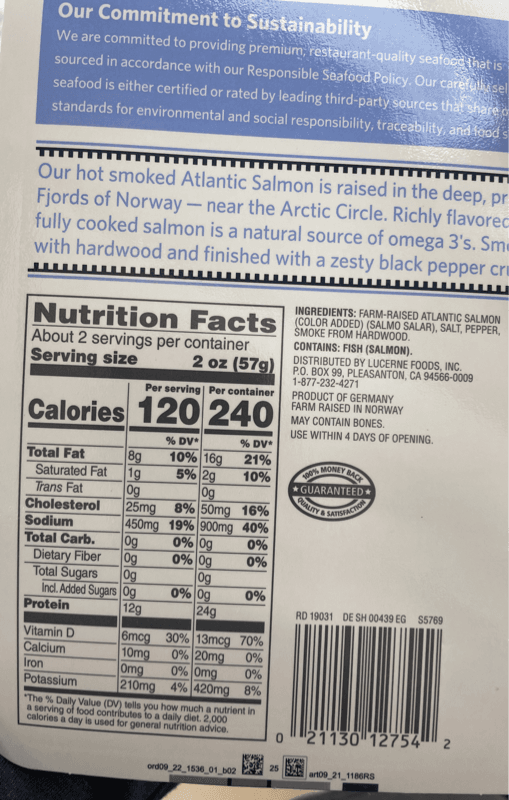 Our Commitment to Sustainability
We are committed to providing premium, restaurant-quality seafood that is
sourced in accordance with our Responsible Seafood Policy. Our carefully sel
seafood is either certified or rated by leading third-party sources that share
standards for environmental and social responsibility, traceability, and food s
Our hot smoked Atlantic Salmon is raised in the deep, pr
Fjords of Norway — near the Arctic Circle. Richly flavored
fully cooked salmon is a natural source of omega 3's. Smo
with hardwood and finished with a zesty black pepper cru
Nutrition Facts
About 2 servings per container
Serving size 2 oz (57g)
Per serving Per container
Calories 120 240
% DV* % DV*
Total Fat 8g 10% 16g 21%
Saturated Fat 1g 5% 2g 10%
Trans Fat 0g 0g
Cholesterol 25mg 8% 50mg 16%
Sodium 450mg 19% 900mg 40%
Total Carb. 0g 0% 0g 0%
Dietary Fiber 0g 0% 0g 0%
Total Sugars 0g 0g
Incl. Added Sugars 0g 0% 0g 0%
Protein 12g 24g
Vitamin D 6mcg 30% 13mcg 70%
Calcium 10mg 0% 20mg 0%
Iron 0mg 0% 0mg 0%
Potassium 210mg 4% 420mg 8%
*The % Daily Value (DV) tells you how much a nutrient in
a serving of food contributes to a daily diet. 2,000
calories a day is used for general nutrition advice.
INGREDIENTS: FARM-RAISED ATLANTIC SALMON
(COLOR ADDED) (SALMO SALAR), SALT, PEPPER,
SMOKE FROM HARDWOOD.
CONTAINS: FISH (SALMON).
DISTRIBUTED BY LUCERNE FOODS, INC.
P.O. BOX 99, PLEASANTON, CA 94566-0009
1-877-232-4271
PRODUCT OF GERMANY
FARM RAISED IN NORWAY
MAY CONTAIN BONES.
USE WITHIN 4 DAYS OF OPENING.
100% MONEY BACK
GUARANTEED
QUALITY & SATISFACTION
RD 19031 DE SH 00439 EG S5769
0 21130 12754 2
ord09_22_1536_01_b02 25 art09_21_1186RS